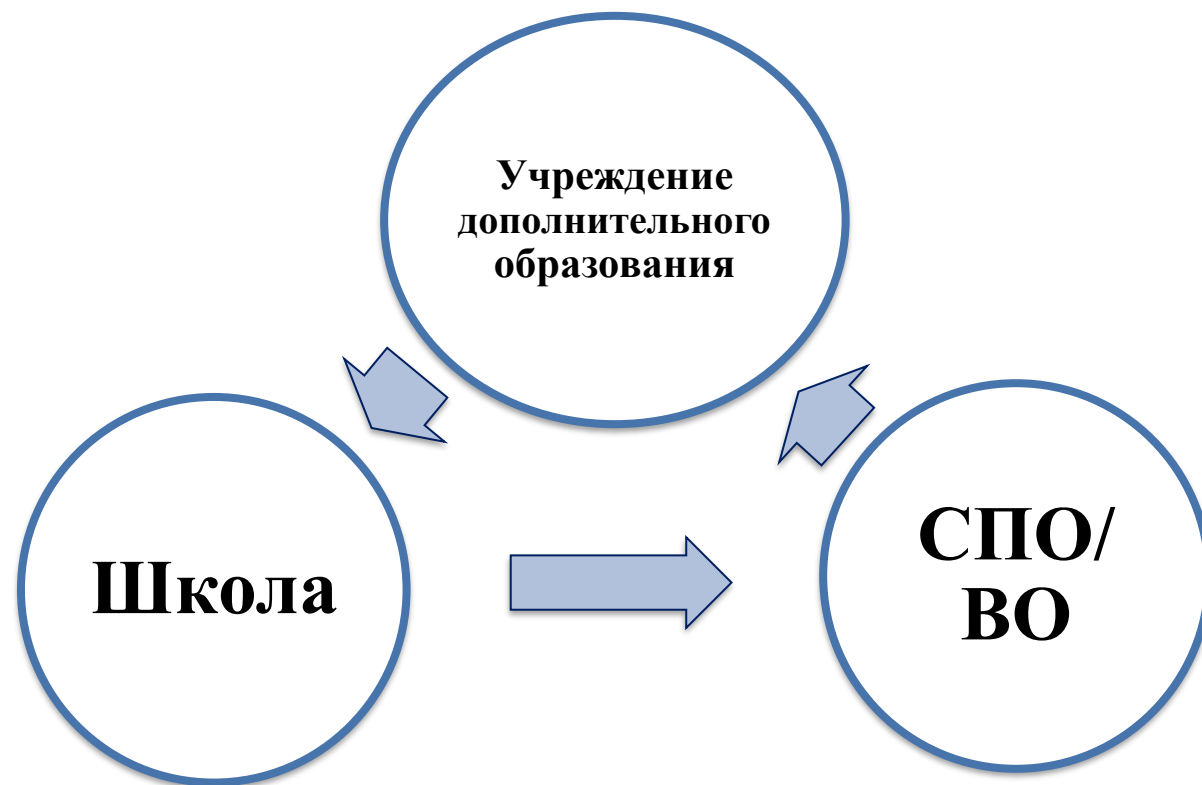 Учреждение
дополнительного
образования
Школа
СПО/
ВО